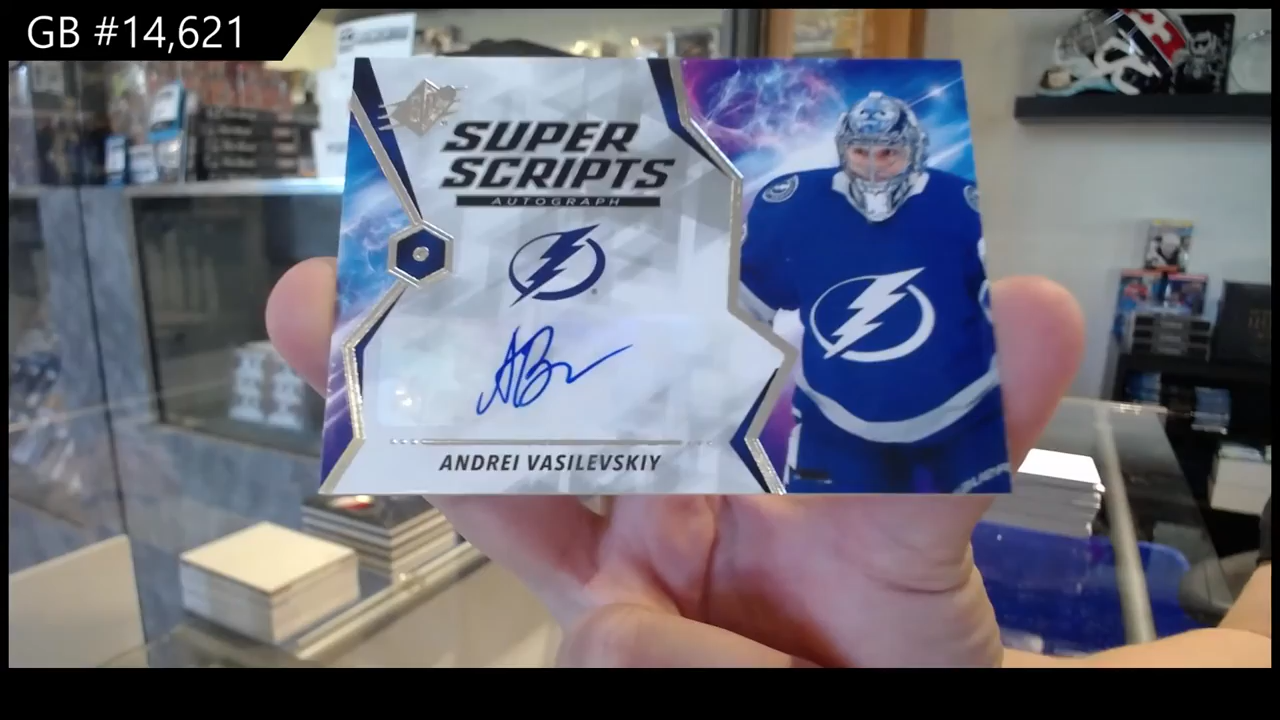 GB #14,621
SUPER
SCRIPTS
AUTOGRAPH
ANDREI VASILEVSKIY